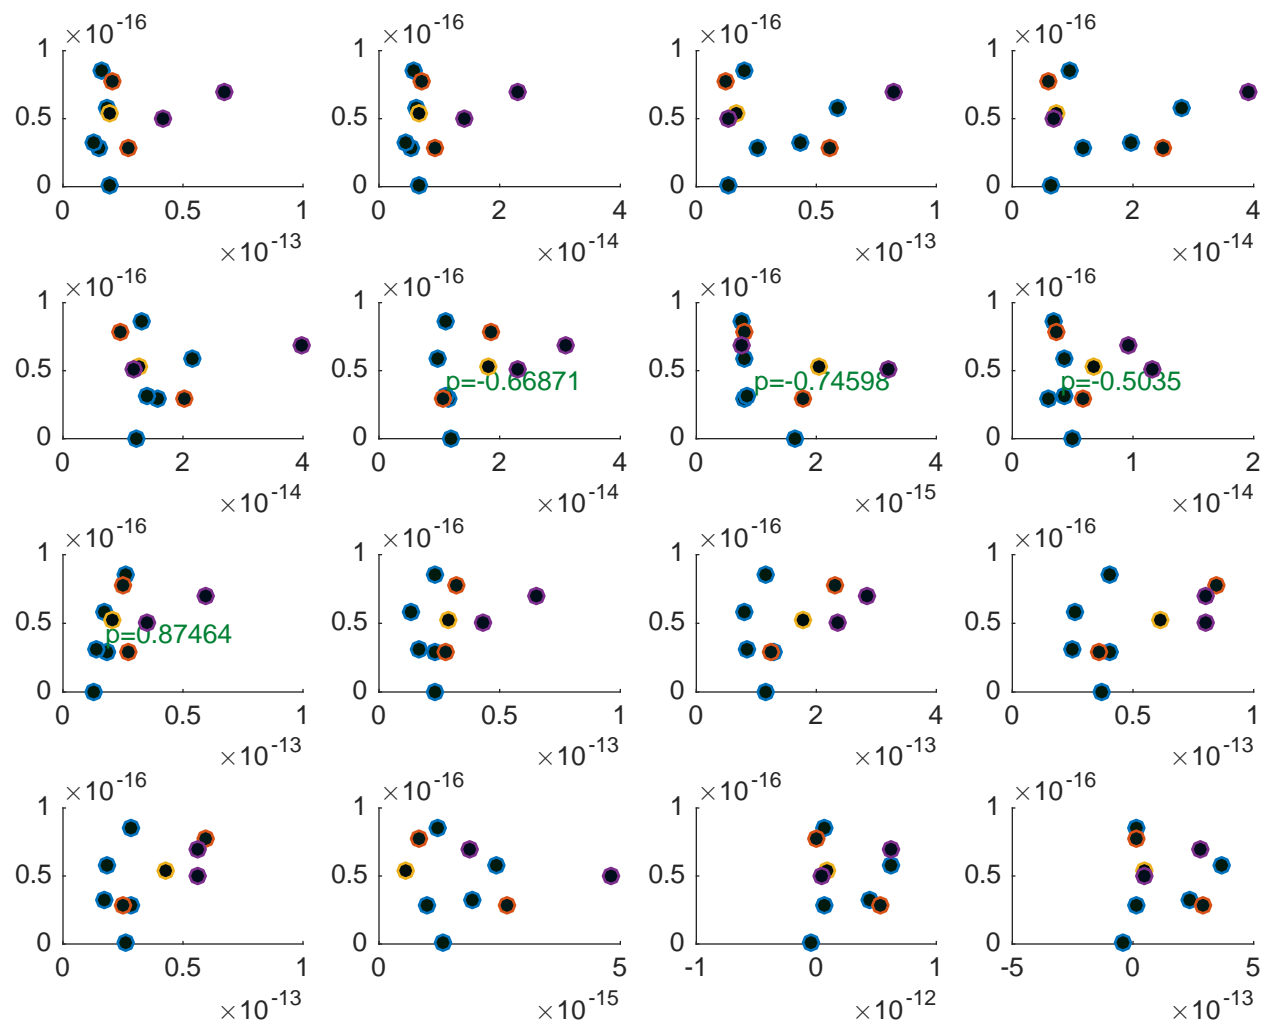 ×10-16 ×10-16 ×10-16 ×10-16
1 1 1 1
0.5 0.5 0.5 0.5
0 0 0 0
0 0.5 1 0 2 4 0 0.5 1 0 2 4
×10-13 ×10-14 ×10-13 ×10-14
×10-16 ×10-16 ×10-16 ×10-16
1 1 1 1
0.5 0.5 0.5 0.5
p=-0.66871 p=-0.74598 p=-0.5035
0 0 0 0
0 2 4 0 2 4 0 2 4 0 1 2
×10-14 ×10-14 ×10-15 ×10-14
×10-16 ×10-16 ×10-16 ×10-16
1 1 1 1
0.5 0.5 0.5 0.5
p=0.87464
0 0 0 0
0 0.5 1 0 0.5 1 0 2 4 0 0.5 1
×10-13 ×10-13 ×10-13 ×10-13
×10-16 ×10-16 ×10-16 ×10-16
1 1 1 1
0.5 0.5 0.5 0.5
0 0 0 0
0 0.5 1 0 5 -1 0 1 -5 0 5
×10-13 ×10-15 ×10-12 ×10-13